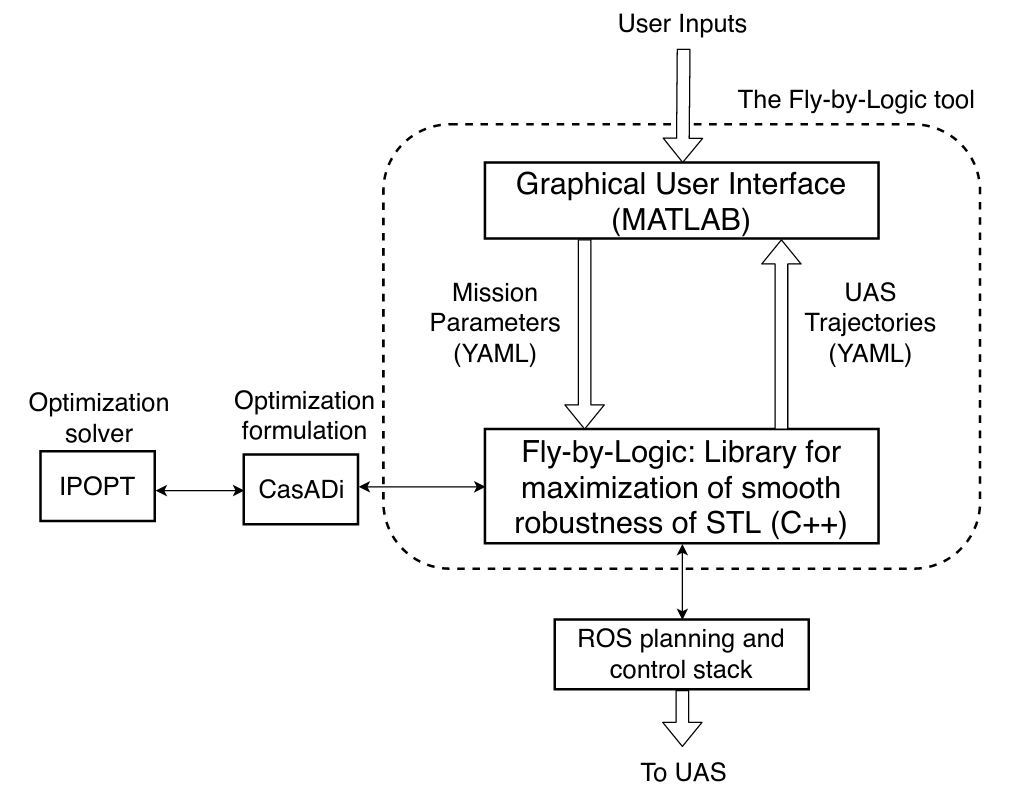 User Inputs
The Fly-by-Logic tool
Graphical User Interface
(MATLAB)
Mission
Parameters
(YAML)
UAS
Trajectories
(YAML)
Optimization
solver
IPOPT
Optimization
formulation
CasADi
Fly-by-Logic: Library for
maximization of smooth
robustness of STL (C++)
ROS planning and
control stack
To UAS